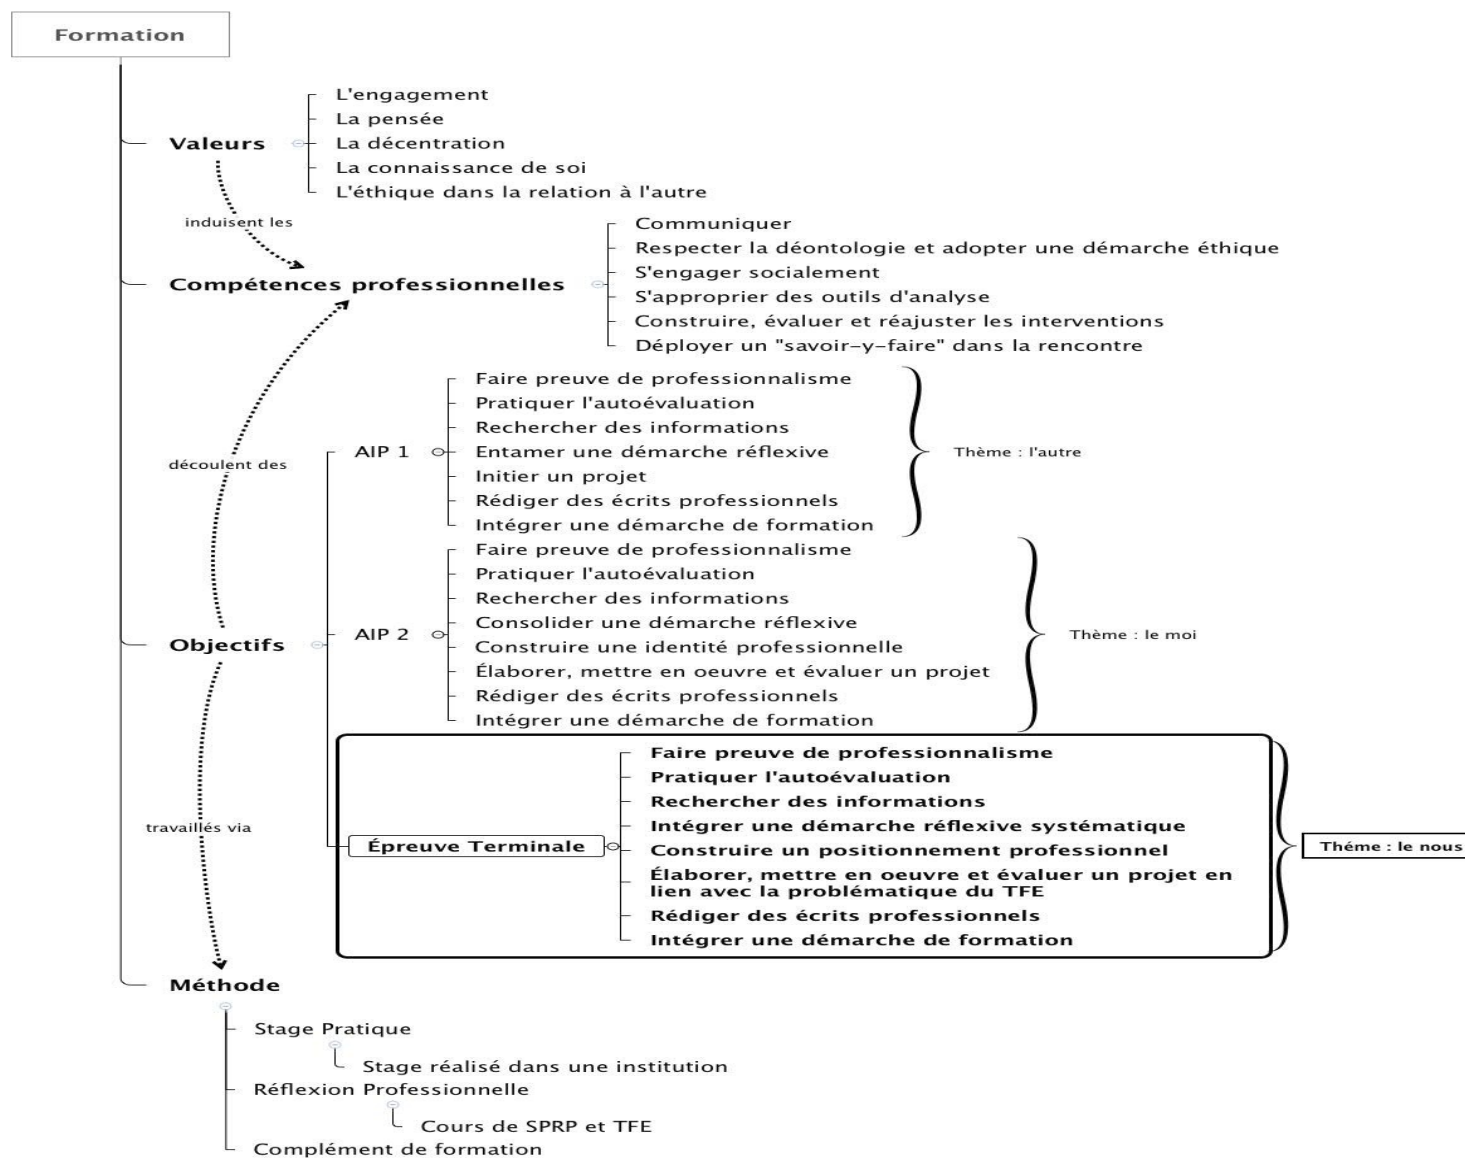 Formation
Valeurs
L'engagement
La pensée
La décentration
La connaissance de soi
L'éthique dans la relation à l'autre
induisent les
Compétences professionnelles
Communiquer
Respecter la déontologie et adopter une démarche éthique
S'engager socialement
S'approprier des outils d'analyse
Construire, évaluer et réajuster les interventions
Déployer un "savoir-y-faire" dans la rencontre
découlent des
Objectifs
AIP 1
Faire preuve de professionnalisme
Pratiquer l'autoévaluation
Rechercher des informations
Entamer une démarche réflexive
Initier un projet
Rédiger des écrits professionnels
Intégrer une démarche de formation
Thème : l'autre
AIP 2
Faire preuve de professionnalisme
Pratiquer l'autoévaluation
Rechercher des informations
Consolider une démarche réflexive
Construire une identité professionnelle
Élaborer, mettre en oeuvre et évaluer un projet
Rédiger des écrits professionnels
Intégrer une démarche de formation
Thème : le moi
Épreuve Terminale
Faire preuve de professionnalisme
Pratiquer l'autoévaluation
Rechercher des informations
Intégrer une démarche réflexive systématique
Construire un positionnement professionnel
Élaborer, mettre en oeuvre et évaluer un projet en
lien avec la problématique du TFE
Rédiger des écrits professionnels
Intégrer une démarche de formation
Théme : le nous
travaillés via
Méthode
Stage Pratique
Stage réalisé dans une institution
Réflexion Professionnelle
Cours de SPRP et TFE
Complément de formation